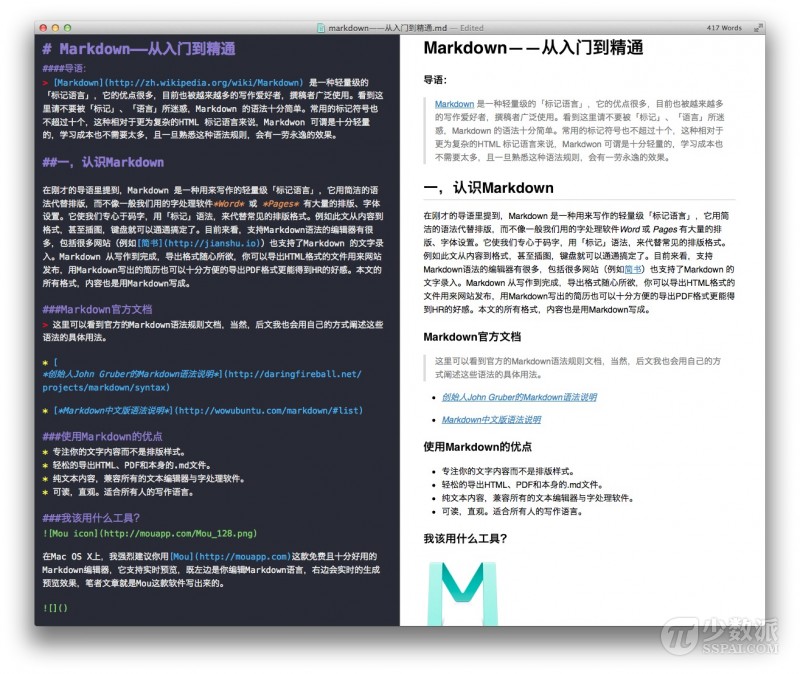 markdown——从入门到精通.md — Edited
417 Words
# Markdown——从入门到精通
####导语:
> [Markdown](http://zh.wikipedia.org/wiki/Markdown) 是一种轻量级的
「标记语言」，它的优点很多，目前也被越来越多的写作爱好者，撰稿者广泛使用。看到这
里请不要被「标记」、「语言」所迷惑，Markdown 的语法十分简单。常用的标记符号也
不超过十个，这种相对于更为复杂的HTML 标记语言来说，Markdwon 可谓是十分轻量
的，学习成本也不需要太多，且一旦熟悉这种语法规则，会有一劳永逸的效果。
##一，认识Markdown
在刚才的导语里提到，Markdown 是一种用来写作的轻量级「标记语言」，它用简洁的语
法代替排版，而不像一般我们用的字处理软件*Word* 或 *Pages* 有大量的排版、字体
设置。它使我们专心于码字，用「标记」语法，来代替常见的排版格式。例如此文从内容到
格式，甚至插图，键盘就可以通通搞定了。目前来看，支持Markdown语法的编辑器有很
多，包括很多网站（例如[简书](http://jianshu.io)）也支持了Markdown 的文字录
入。Markdown 从写作到完成，导出格式随心所欲，你可以导出HTML格式的文件用来网站
发布，用Markdown写出的简历也可以十分方便的导出PDF格式更能得到HR的好感。本文的
所有格式，内容也是用Markdown写成。
###Markdown官方文档
> 这里可以看到官方的Markdown语法规则文档，当然，后文我也会用自己的方式阐述这些
语法的具体用法。
* [
*创始人John Gruber的Markdown语法说明*](http://daringfireball.net/
projects/markdown/syntax)
* [*Markdown中文版语法说明*](http://wowubuntu.com/markdown/#list)
###使用Markdown的优点
* 专注你的文字内容而不是排版样式。
* 轻松的导出HTML、PDF和本身的.md文件。
* 纯文本内容，兼容所有的文本编辑器与字处理软件。
* 可读，直观。适合所有人的写作语言。
###我该用什么工具？
![Mou icon](http://mouapp.com/Mou_128.png)
在Mac OS X上，我强烈建议你用[Mou](http://mouapp.com)这款免费且十分好用的
Markdown编辑器，它支持实时预览，既左边是你编辑Markdown语言，右边会实时的生成
预览效果，笔者文章就是Mou这款软件写出来的。
![]()
Markdown——从入门到精通
导语:
Markdown 是一种轻量级的「标记语言」，它的优点很多，目前也被越来越多
的写作爱好者，撰稿者广泛使用。看到这里请不要被「标记」、「语言」所迷
惑，Markdown 的语法十分简单。常用的标记符号也不超过十个，这种相对于
更为复杂的HTML 标记语言来说，Markdwon 可谓是十分轻量的，学习成本也
不需要太多，且一旦熟悉这种语法规则，会有一劳永逸的效果。
一，认识Markdown
在刚才的导语里提到，Markdown 是一种用来写作的轻量级「标记语言」，它用简
洁的语法代替排版，而不像一般我们用的字处理软件Word 或 Pages 有大量的排
版、字体设置。它使我们专心于码字，用「标记」语法，来代替常见的排版格式。
例如此文从内容到格式，甚至插图，键盘就可以通通搞定了。目前来看，支持
Markdown语法的编辑器有很多，包括很多网站（例如简书）也支持了Markdown 的
文字录入。Markdown 从写作到完成，导出格式随心所欲，你可以导出HTML格式的
文件用来网站发布，用Markdown写出的简历也可以十分方便的导出PDF格式更能得
到HR的好感。本文的所有格式，内容也是用Markdown写成。
Markdown官方文档
这里可以看到官方的Markdown语法规则文档，当然，后文我也会用自己的方
式阐述这些语法的具体用法。
创始人John Gruber的Markdown语法说明
Markdown中文版语法说明
使用Markdown的优点
专注你的文字内容而不是排版样式。
轻松的导出HTML、PDF和本身的.md文件。
纯文本内容，兼容所有的文本编辑器与字处理软件。
可读，直观。适合所有人的写作语言。
我该用什么工具？
少数派
SSPAI.COM